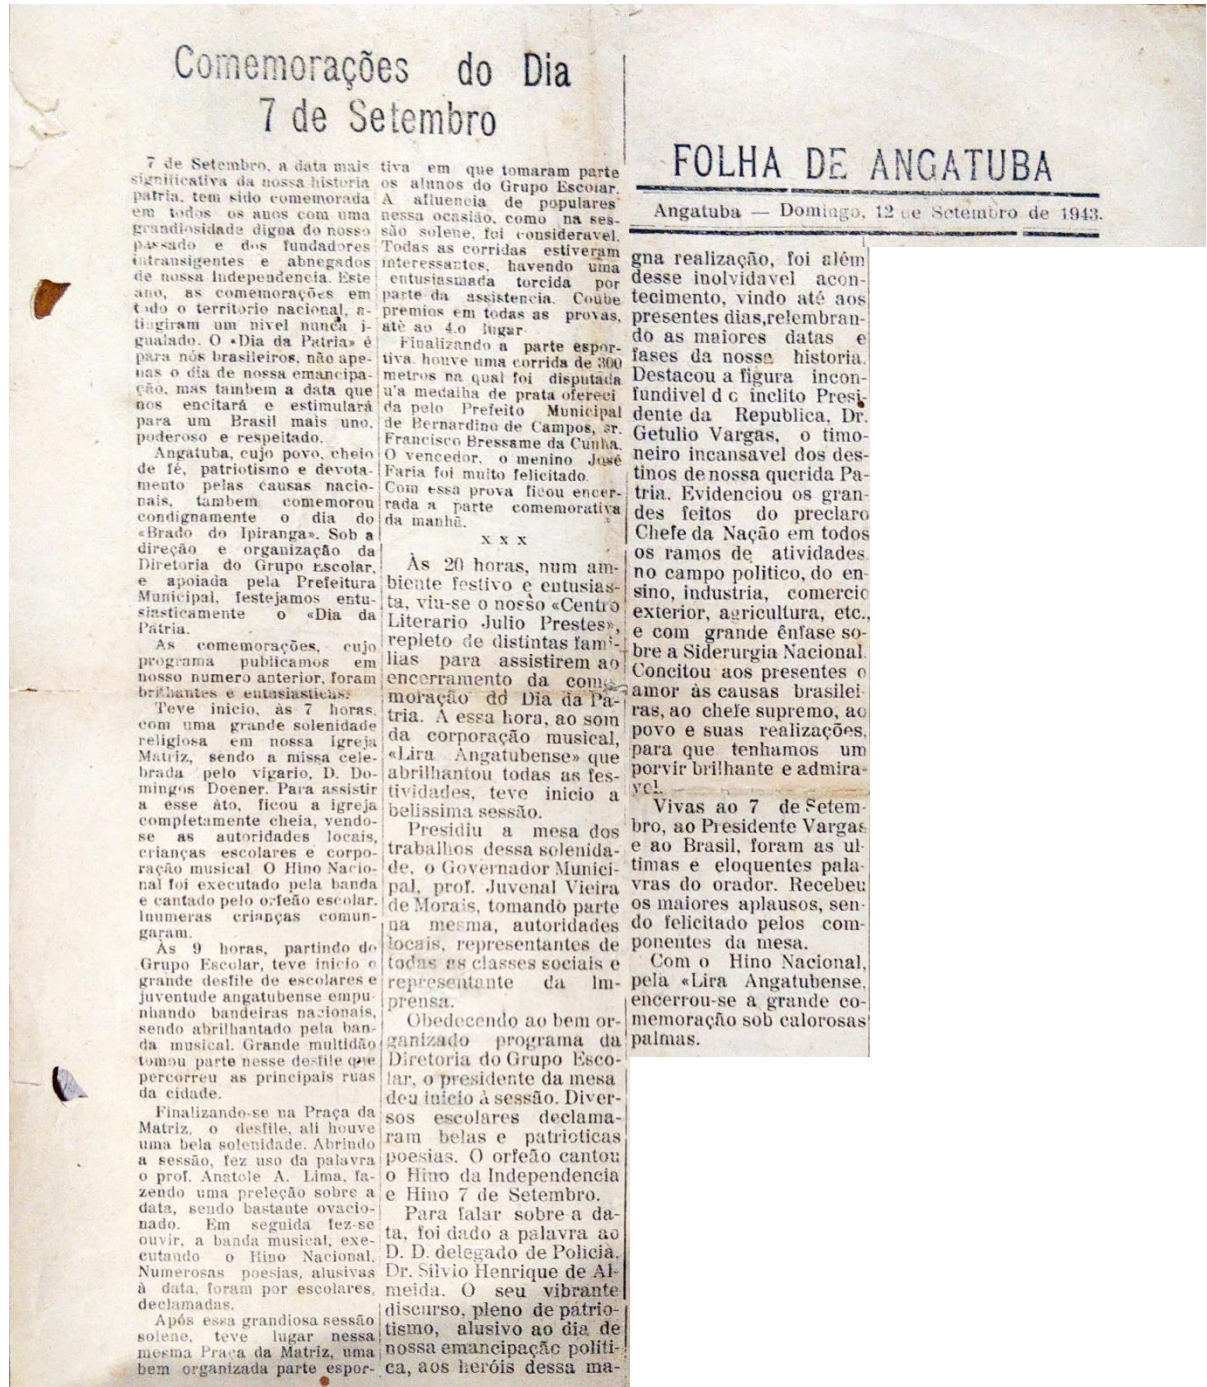 Comemorações do Dia
7 de Setembro
7 de Setembro, a data mais
significativa da nossa historia
patria, tem sido comemorada
em todos os anos com uma
grandiosidade digna do nosso
passado e dos fundadores
intransigentes e abnegados
de nossa Independencia. Este
ano, as comemorações em
todo o territorio nacional, a-
tingiram um nivel nunca i-
gualado. O «Dia da Patria» é
para nós brasileiros, não ape-
nas o dia de nossa emancipa-
ção, mas tambem a data que
nos encitará e estimulará
para um Brasil mais uno,
poderoso e respeitado.
Angatuba, cujo povo, cheio
de fé, patriotismo e devota-
mento pelas causas nacio-
nais, tambem comemorou
condignamente o dia do
«Brado do Ipiranga». Sob a
direção e organização da
Diretoria do Grupo Escolar,
e apoiada pela Prefeitura
Municipal, festejamos entu-
siasticamente o «Dia da
Pátria.
As comemorações, cujo
programa publicamos em
nosso numero anterior, foram
brilhantes e entusiasticas.
Teve inicio, às 7 horas,
com uma grande solenidade
religiosa em nossa Igreja
Matriz, sendo a missa cele-
brada pelo vigario, D. Do-
mingos Doener. Para assistir
a esse áto, ficou a igreja
completamente cheia, vendo-
se as autoridades locais,
crianças escolares e corpo-
ração musical O Hino Nacio-
nal foi executado pela banda
e cantado pelo orfeão escolar.
Inumeras crianças comun-
garam.
Às 9 horas, partindo do
Grupo Escolar, teve inicio o
grande desfile de escolares e
juventude angatubense empu-
nhando bandeiras nacionais,
sendo abrilhantado pela ban-
da musical. Grande multidão
tomou parte nesse desfile que
percorreu as principais ruas
da cidade.
Finalizando-se na Praça da
Matriz, o desfile, ali houve
uma bela solenidade. Abrindo
a sessão, fez uso da palavra
o prof. Anatole A. Lima, fa-
zendo uma preleção sobre a
data, sendo bastante ovacio-
nado. Em seguida fez-se
ouvir, a banda musical, exe-
cutando o Hino Nacional.
Numerosas poesias, alusivas
à data, foram por escolares,
declamadas.
Após essa grandiosa sessão
solene, teve lugar nessa
mesma Praça da Matriz, uma
bem organizada parte espor-
tiva em que tomaram parte
os alunos do Grupo Escolar.
A afluencia de populares
nessa ocasião, como na ses-
são solene, foi consideravel.
Todas as corridas estiveram
interessantes, havendo uma
entusiasmada torcida por
parte da assistencia. Coube
premios em todas as provas,
até ao 4.o lugar
Finalizando a parte espor-
tiva houve uma corrida de 300
metros na qual foi disputada
u'a medalha de prata ofereci
da pelo Prefeito Municipal
de Bernardino de Campos, sr.
Francisco Bressame da Cunha.
O vencedor, o menino José
Faria foi muito felicitado.
Com essa prova ficou encer-
rada a parte comemorativa
da manhã.
x x x
Às 20 horas, num am-
biente festivo e entusias-
ta, viu-se o nosso «Centro
Literario Julio Prestes»,
repleto de distintas famí-
lias para assistirem ao
encerramento da come-
moração do Dia da Pá-
tria. A essa hora, ao som
da corporação musical,
«Lira Angatubense» que
abrilhantou todas as fes-
tividades, teve inicio a
belissima sessão.
Presidiu a mesa dos
trabalhos dessa solenida-
de, o Governador Munici-
pal, prof. Juvenal Vieira
de Morais, tomando parte
na mesma, autoridades
locais, representantes de
todas as classes sociais e
representante da Im-
prensa.
Obedecendo ao bem or-
ganizado programa da
Diretoria do Grupo Esco-
lar, o presidente da mesa
deu inicio à sessão. Diver-
sos escolares declama-
ram belas e patrioticas
poesias. O orfeão cantou
o Hino da Independencia
e Hino 7 de Setembro.
Para falar sobre a da-
ta, foi dado a palavra ao
D. D. delegado de Policia,
Dr. Silvio Henrique de Al-
meida. O seu vibrante
discurso, pleno de pátrio-
tismo, alusivo ao dia de
nossa emancipação politi-
ca, aos heróis dessa ma-
FOLHA DE ANGATUBA
Angatuba — Domingo, 12 de Setembro de 1943.
gna realização, foi além
desse inolvidavel acon-
tecimento, vindo até aos
presentes dias,relembran-
do as maiores datas e
fases da nossa historia.
Destacou a figura incon-
fundivel do inclito Presi-
dente da Republica, Dr.
Getulio Vargas, o timo-
neiro incansavel dos des-
tinos de nossa querida Pa-
tria. Evidenciou os gran-
des feitos do preclaro
Chefe da Nação em todos
os ramos de atividades.
no campo politico, do en-
sino, industria, comercio
exterior, agricultura, etc.,
e com grande ênfase so-
bre a Siderurgia Nacional.
Concitou aos presentes o
amor às causas brasilei-
ras, ao chefe supremo, ao
povo e suas realizações,
para que tenhamos um
porvir brilhante e admira-
vel.
Vivas ao 7 de Setem-
bro, ao Presidente Vargas
e ao Brasil, foram as ul
timas e eloquentes pala-
vras do orador. Recebeu
os maiores aplausos, sen-
do felicitado pelos com-
ponentes da mesa.
Com o Hino Nacional,
pela «Lira Angatubense,
encerrou-se a grande co-
memoração sob calorosas
palmas.